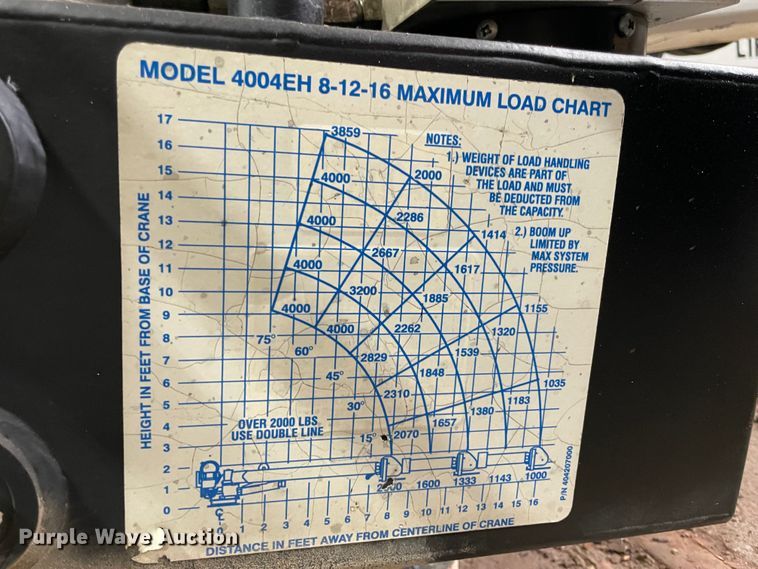 MODEL 4004EH 8-12-16 MAXIMUM LOAD CHART
NOTES:
1.) WEIGHT OF LOAD HANDLING
DEVICES ARE PART OF
THE LOAD AND MUST
BE DEDUCTED FROM
THE CAPACITY.
2.) BOOM UP
LIMITED BY
MAX SYSTEM
PRESSURE.
HEIGHT IN FEET FROM BASE OF CRANE
17
16
15
14
13
12
11
10
9
8
7
6
5
4
3
2
1
0
3859
4000 2000
4000 2286 1414
4000 2667 1617
4000 3200 1885 1155
4000 2262 1320
75° 60° 45° 30° 15°
2829 1539
2310 1848 1183 1035
2070 1657 1380
OVER 2000 LBS
USE DOUBLE LINE
1600 1333 1143 1000
℄ 1 2 3 4 5 6 7 8 9 10 11 12 13 14 15 16
DISTANCE IN FEET AWAY FROM CENTERLINE OF CRANE
P/N 404207000
LI
Purple Wave Auction